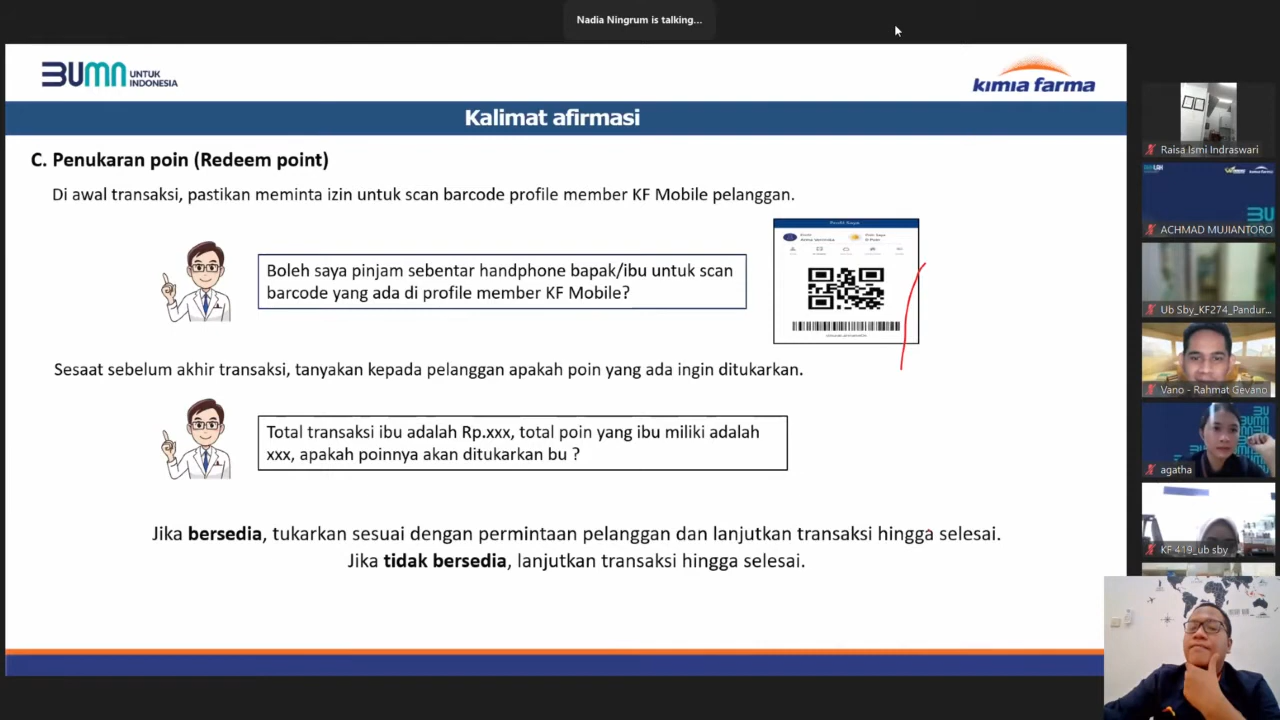 Nadia Ningrum is talking...
BUMN UNTUK
INDONESIA
kimia farma
Kalimat afirmasi
C. Penukaran poin (Redeem point)
Di awal transaksi, pastikan meminta izin untuk scan barcode profile member KF Mobile pelanggan.
Profil Saya
Boleh saya pinjam sebentar handphone bapak/ibu untuk scan
barcode yang ada di profile member KF Mobile?
Sesaat sebelum akhir transaksi, tanyakan kepada pelanggan apakah poin yang ada ingin ditukarkan.
Total transaksi ibu adalah Rp.xxx, total poin yang ibu miliki adalah
xxx, apakah poinnya akan ditukarkan bu ?
Jika bersedia, tukarkan sesuai dengan permintaan pelanggan dan lanjutkan transaksi hingga selesai.
Jika tidak bersedia, lanjutkan transaksi hingga selesai.
Raisa Ismi Indraswari
kimia farma
BU
ACHMAD MUJIANTORO
Ub Sby_KF274_Pandur...
Vano - Rahmat Gevano
agatha
KF 419_ub sby